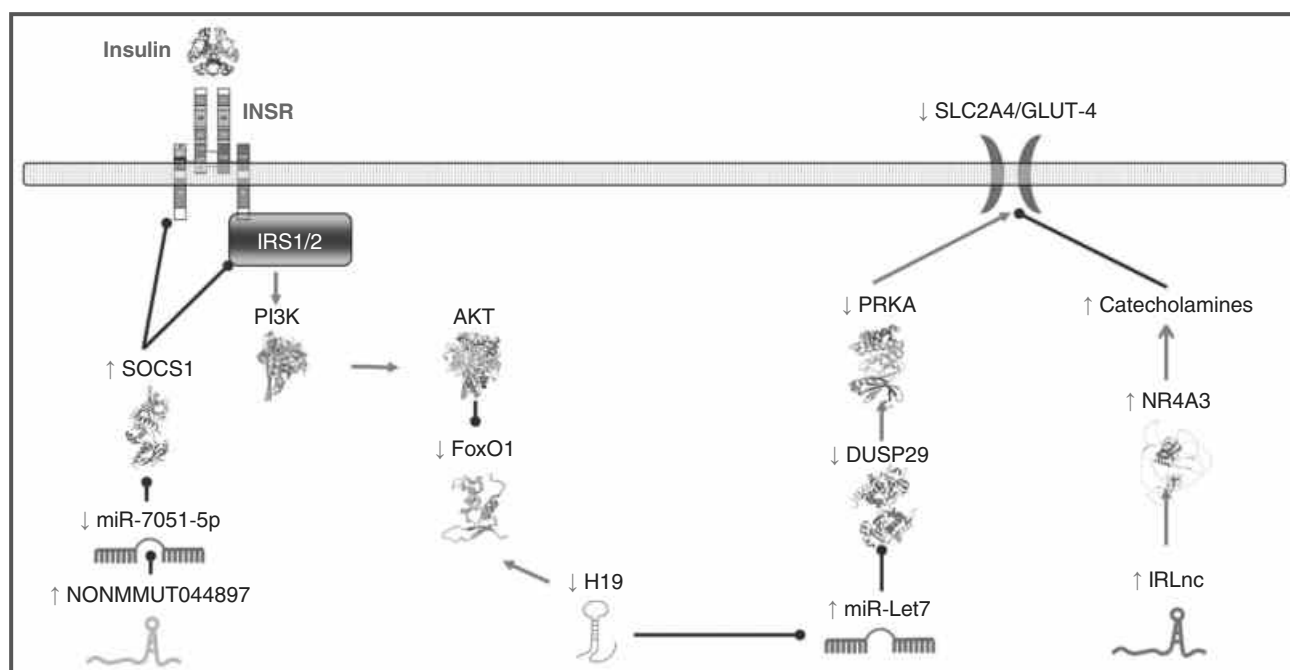 Insulin
INSR
↓ SLC2A4/GLUT-4
IRS1/2
PI3K
AKT
↓ PRKA
↑ Catecholamines
↑ SOCS1
↑ NR4A3
↓ FoxO1
↓ DUSP29
↓ miR-7051-5p
↑ NONMMUT044897
↓ H19
↑ miR-Let7
↑ IRLnc